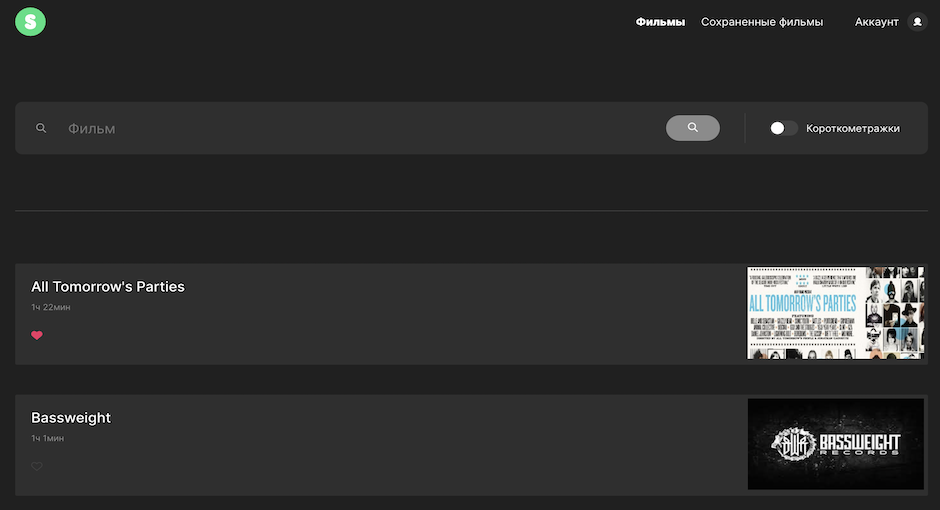 S
Фильмы Сохраненные фильмы Аккаунт
Фильм
Короткометражки
All Tomorrow's Parties
1ч 22мин
ALL TOMORROW'S PARTIES
FEATURING
Bassweight
1ч 1мин
BASSWEIGHT
RECORDS